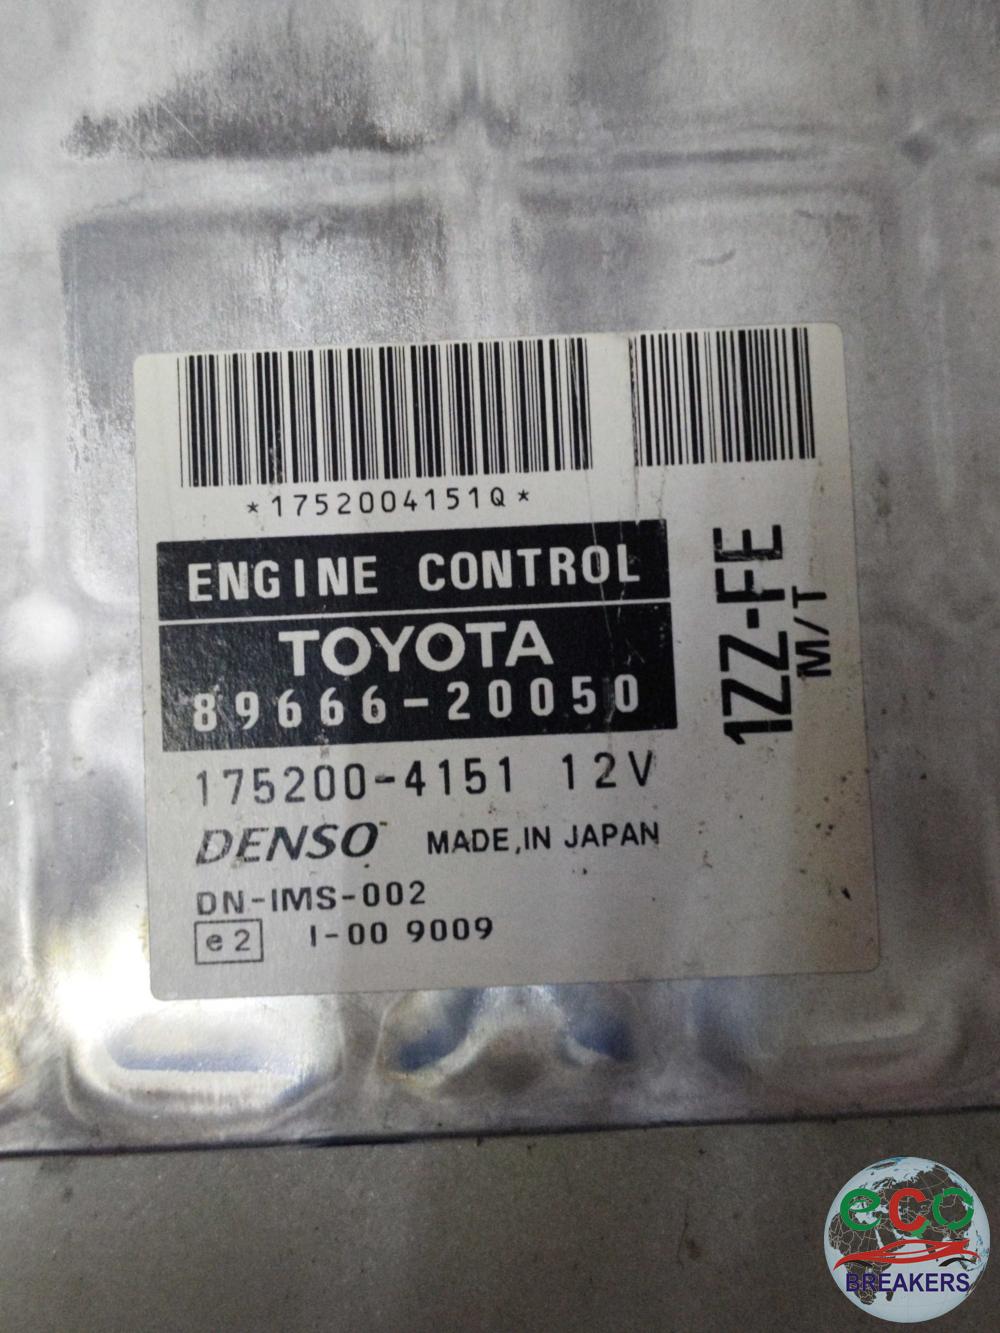 *1752004151Q*
ENGINE CONTROL
TOYOTA
89666-20050
175200-4151 12V
DENSO MADE IN JAPAN
DN-IMS-002
e2 I-00 9009
1ZZ-FE
M/T
eco
BREAKERS